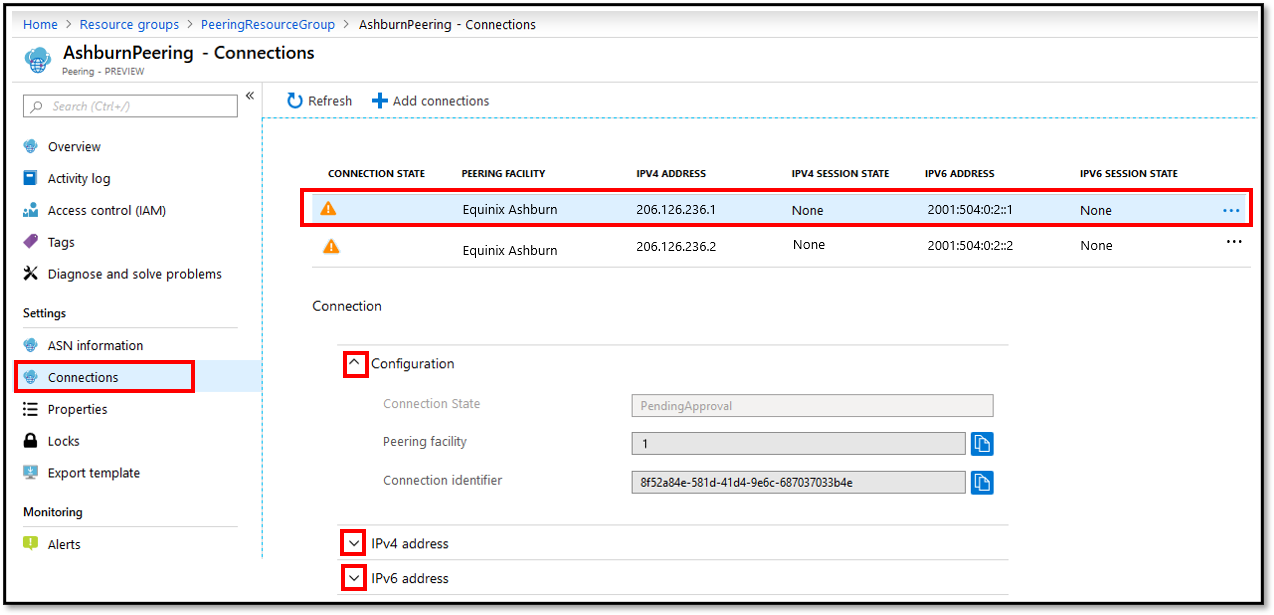 Home > Resource groups > PeeringResourceGroup > AshburnPeering - Connections
AshburnPeering - Connections
Peering - PREVIEW
Search (Ctrl+/)
«
Overview
Activity log
Access control (IAM)
Tags
Diagnose and solve problems
Settings
ASN information
Connections
Properties
Locks
Export template
Monitoring
Alerts
Refresh Add connections
CONNECTION STATE PEERING FACILITY IPV4 ADDRESS IPV4 SESSION STATE IPV6 ADDRESS IPV6 SESSION STATE
Equinix Ashburn 206.126.236.1 None 2001:504:0:2::1 None ...
Equinix Ashburn 206.126.236.2 None 2001:504:0:2::2 None ...
Connection
Configuration
Connection State PendingApproval
Peering facility 1
Connection identifier 8f52a84e-581d-41d4-9e6c-687037033b4e
IPv4 address
IPv6 address